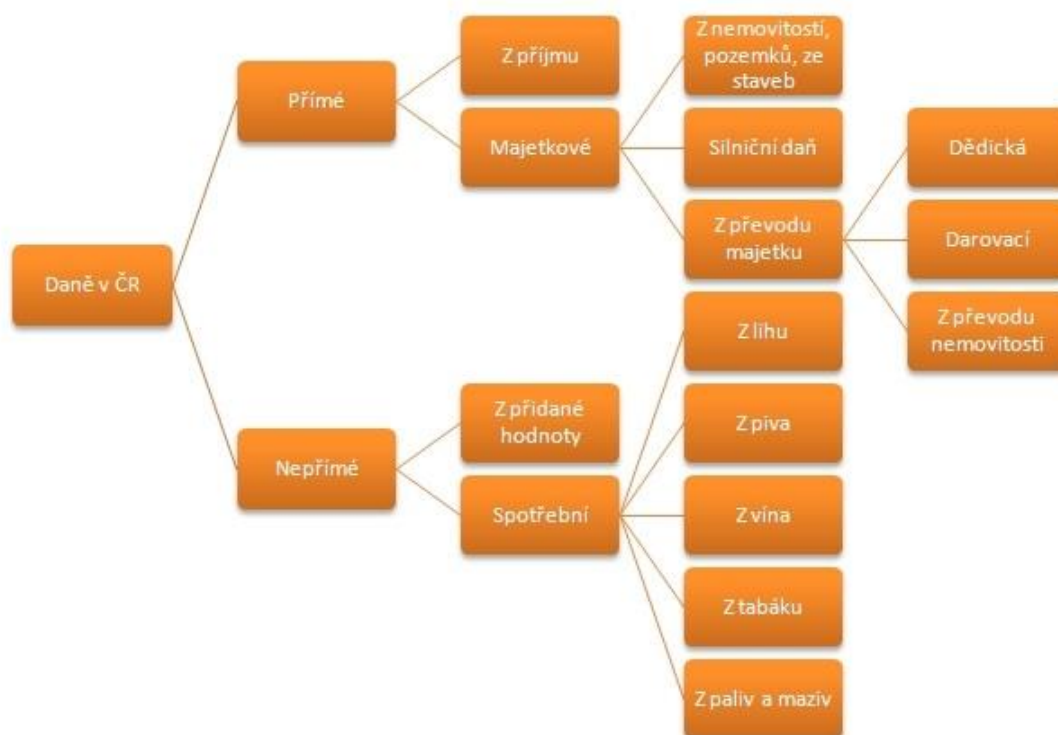 Daně v ČR
Přímé
Z příjmu
Majetkové
Z nemovitostí,
pozemků, ze
staveb
Silniční daň
Z převodu
majetku
Dědická
Darovací
Z převodu
nemovitosti
Nepřímé
Z přidané
hodnoty
Spotřební
Z lihu
Z piva
Z vína
Z tabáku
Z paliv a maziv